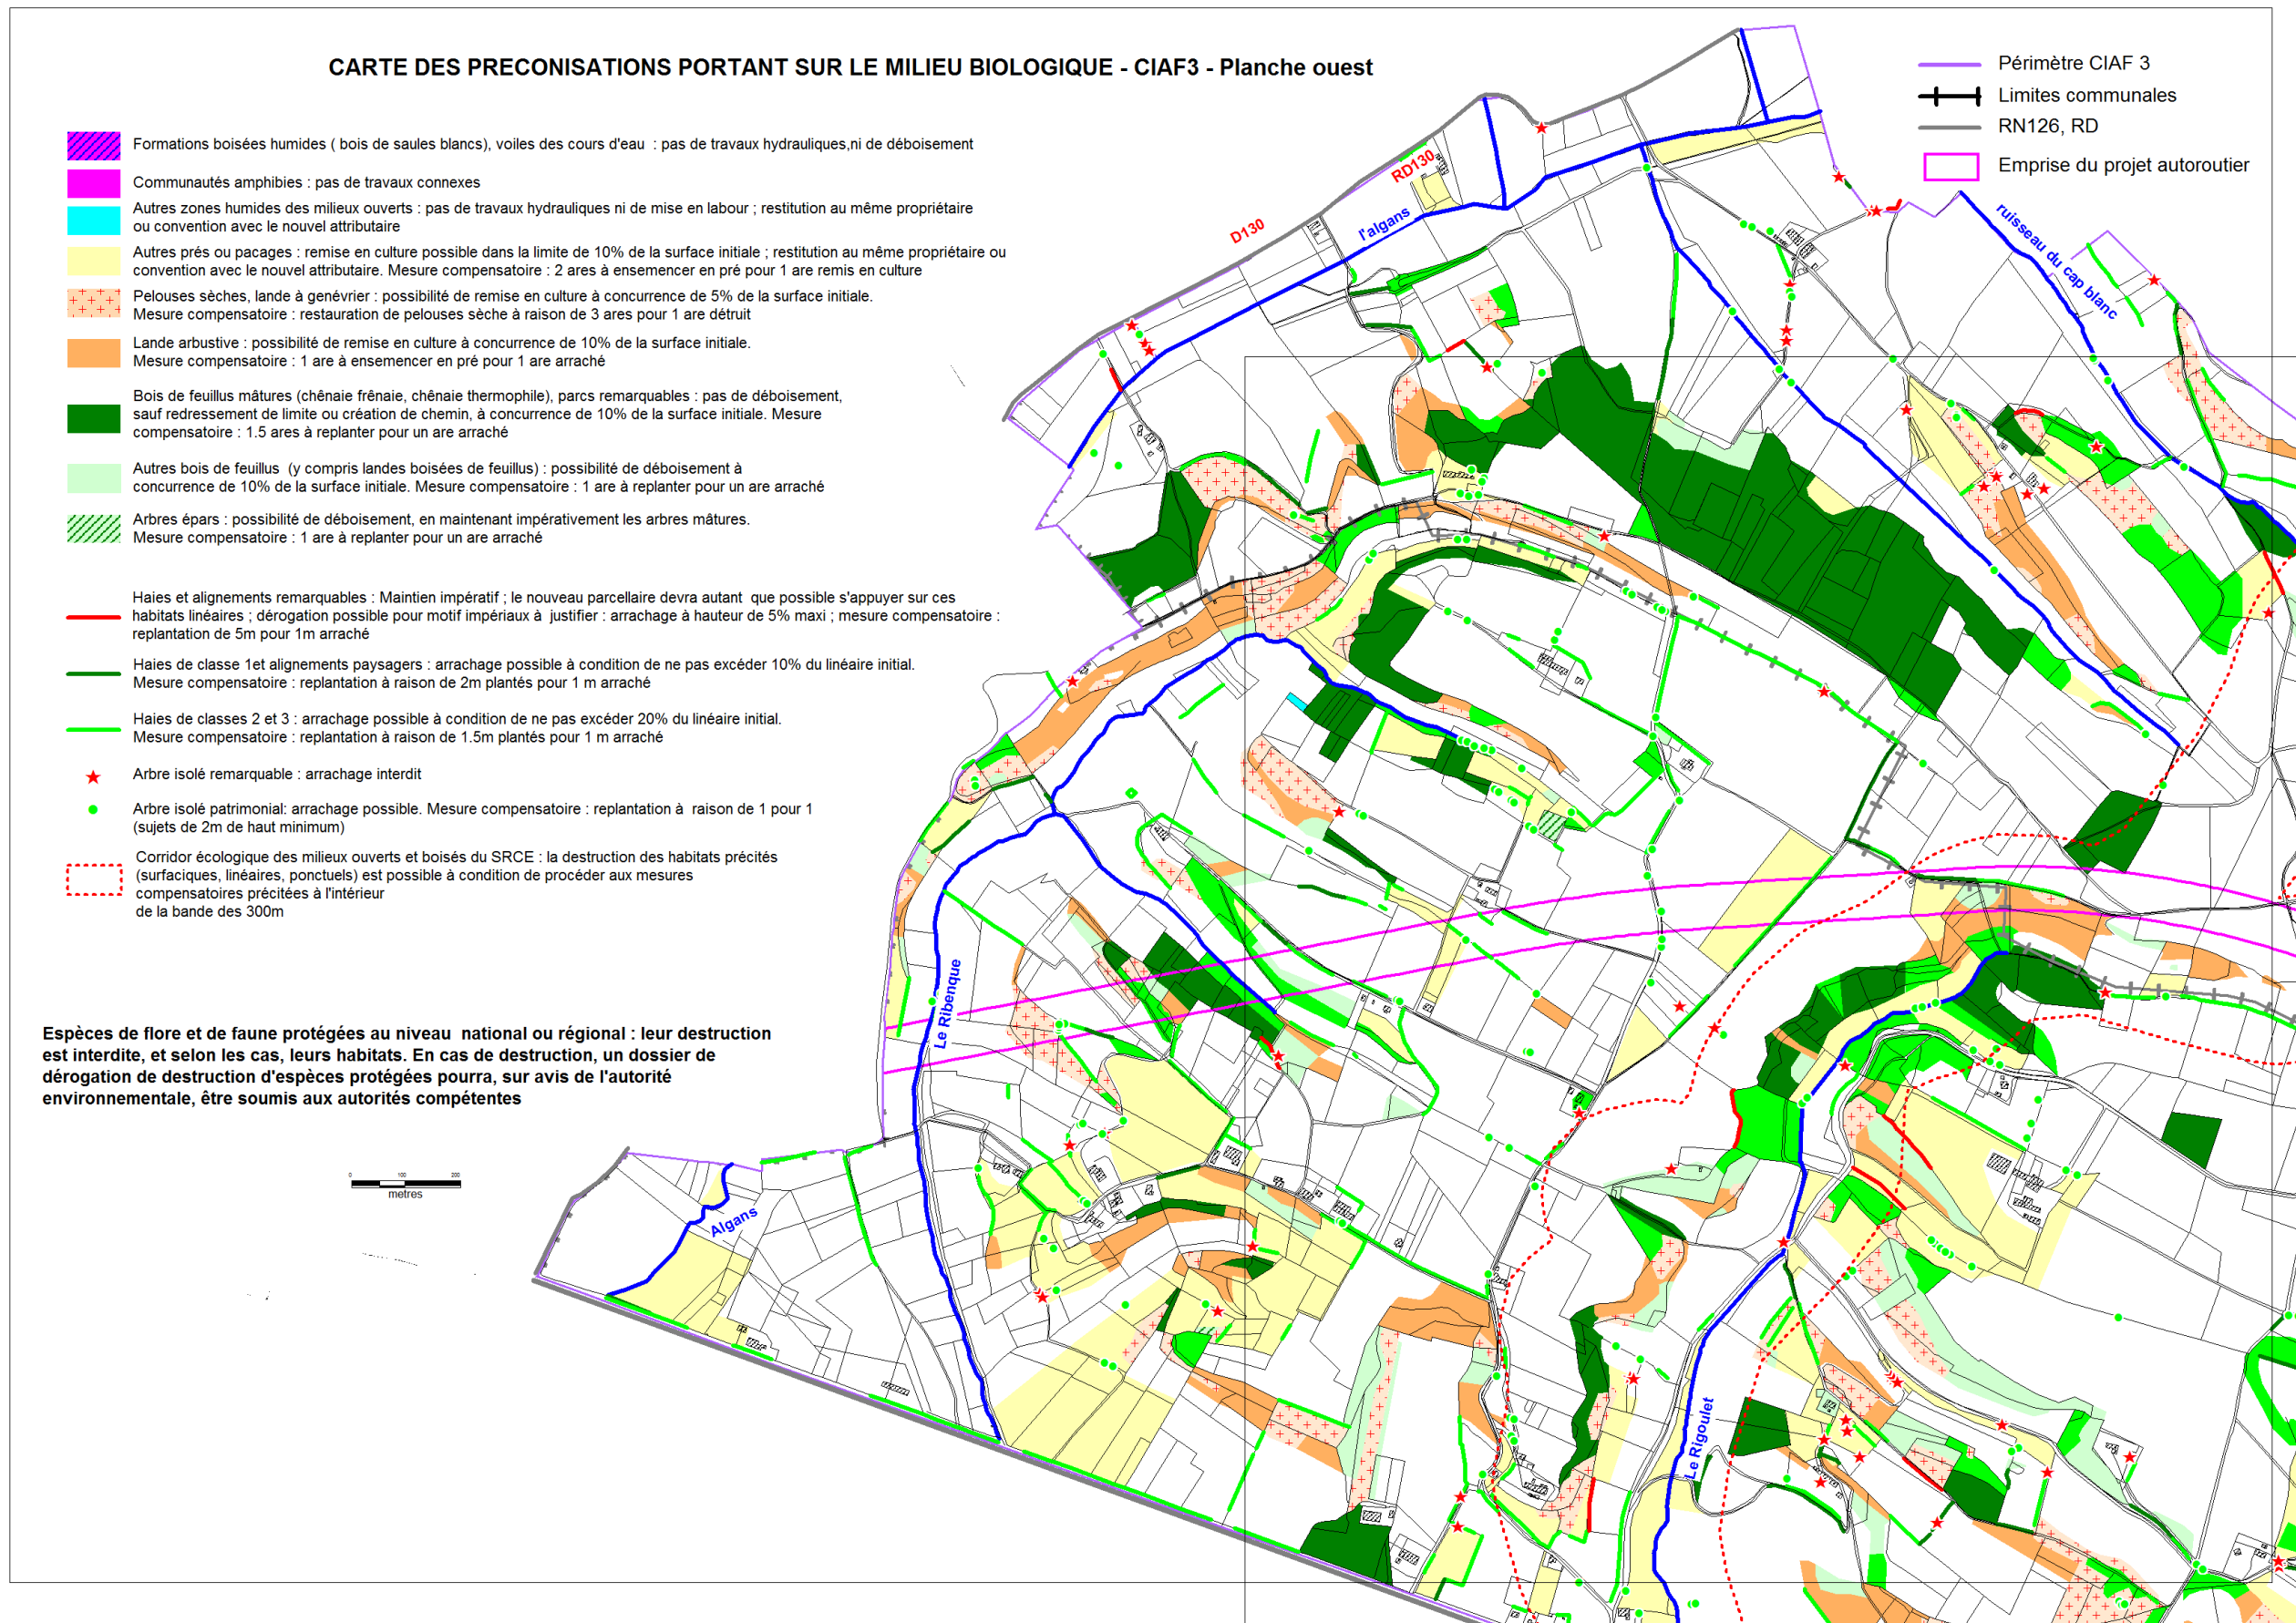 CARTE DES PRECONISATIONS PORTANT SUR LE MILIEU BIOLOGIQUE - CIAF3 - Planche ouest
Périmètre CIAF 3
Limites communales
RN126, RD
Emprise du projet autoroutier
Formations boisées humides ( bois de saules blancs), voiles des cours d'eau  : pas de travaux hydrauliques,ni de déboisement
Communautés amphibies : pas de travaux connexes
Autres zones humides des milieux ouverts : pas de travaux hydrauliques ni de mise en labour ; restitution au même propriétaire
ou convention avec le nouvel attributaire
Autres prés ou pacages : remise en culture possible dans la limite de 10% de la surface initiale ; restitution au même propriétaire ou
convention avec le nouvel attributaire. Mesure compensatoire : 2 ares à ensemencer en pré pour 1 are remis en culture
Pelouses sèches, lande à genévrier : possibilité de remise en culture à concurrence de 5% de la surface initiale.
Mesure compensatoire : restauration de pelouses sèche à raison de 3 ares pour 1 are détruit
Lande arbustive : possibilité de remise en culture à concurrence de 10% de la surface initiale.
Mesure compensatoire : 1 are à ensemencer en pré pour 1 are arraché
Bois de feuillus mâtures (chênaie frênaie, chênaie thermophile), parcs remarquables : pas de déboisement,
sauf redressement de limite ou création de chemin, à concurrence de 10% de la surface initiale. Mesure
compensatoire : 1.5 ares à replanter pour un are arraché
Autres bois de feuillus  (y compris landes boisées de feuillus) : possibilité de déboisement à
concurrence de 10% de la surface initiale. Mesure compensatoire : 1 are à replanter pour un are arraché
Arbres épars : possibilité de déboisement, en maintenant impérativement les arbres mâtures.
Mesure compensatoire : 1 are à replanter pour un are arraché
Haies et alignements remarquables : Maintien impératif ; le nouveau parcellaire devra autant  que possible s'appuyer sur ces
habitats linéaires ; dérogation possible pour motif impériaux à  justifier : arrachage à hauteur de 5% maxi ; mesure compensatoire :
replantation de 5m pour 1m arraché
Haies de classe 1et alignements paysagers : arrachage possible à condition de ne pas excéder 10% du linéaire initial.
Mesure compensatoire : replantation à raison de 2m plantés pour 1 m arraché
Haies de classes 2 et 3 : arrachage possible à condition de ne pas excéder 20% du linéaire initial.
Mesure compensatoire : replantation à raison de 1.5m plantés pour 1 m arraché
Arbre isolé remarquable : arrachage interdit
Arbre isolé patrimonial: arrachage possible. Mesure compensatoire : replantation à  raison de 1 pour 1
(sujets de 2m de haut minimum)
Corridor écologique des milieux ouverts et boisés du SRCE : la destruction des habitats précités
(surfaciques, linéaires, ponctuels) est possible à condition de procéder aux mesures
compensatoires précitées à l'intérieur
de la bande des 300m
Espèces de flore et de faune protégées au niveau  national ou régional : leur destruction
est interdite, et selon les cas, leurs habitats. En cas de destruction, un dossier de
dérogation de destruction d'espèces protégées pourra, sur avis de l'autorité
environnementale, être soumis aux autorités compétentes
0 100 200
metres
RD130
D130
l'algans
ruisseau du cap blanc
Le Ribenque
Algans
Le Rigoulet